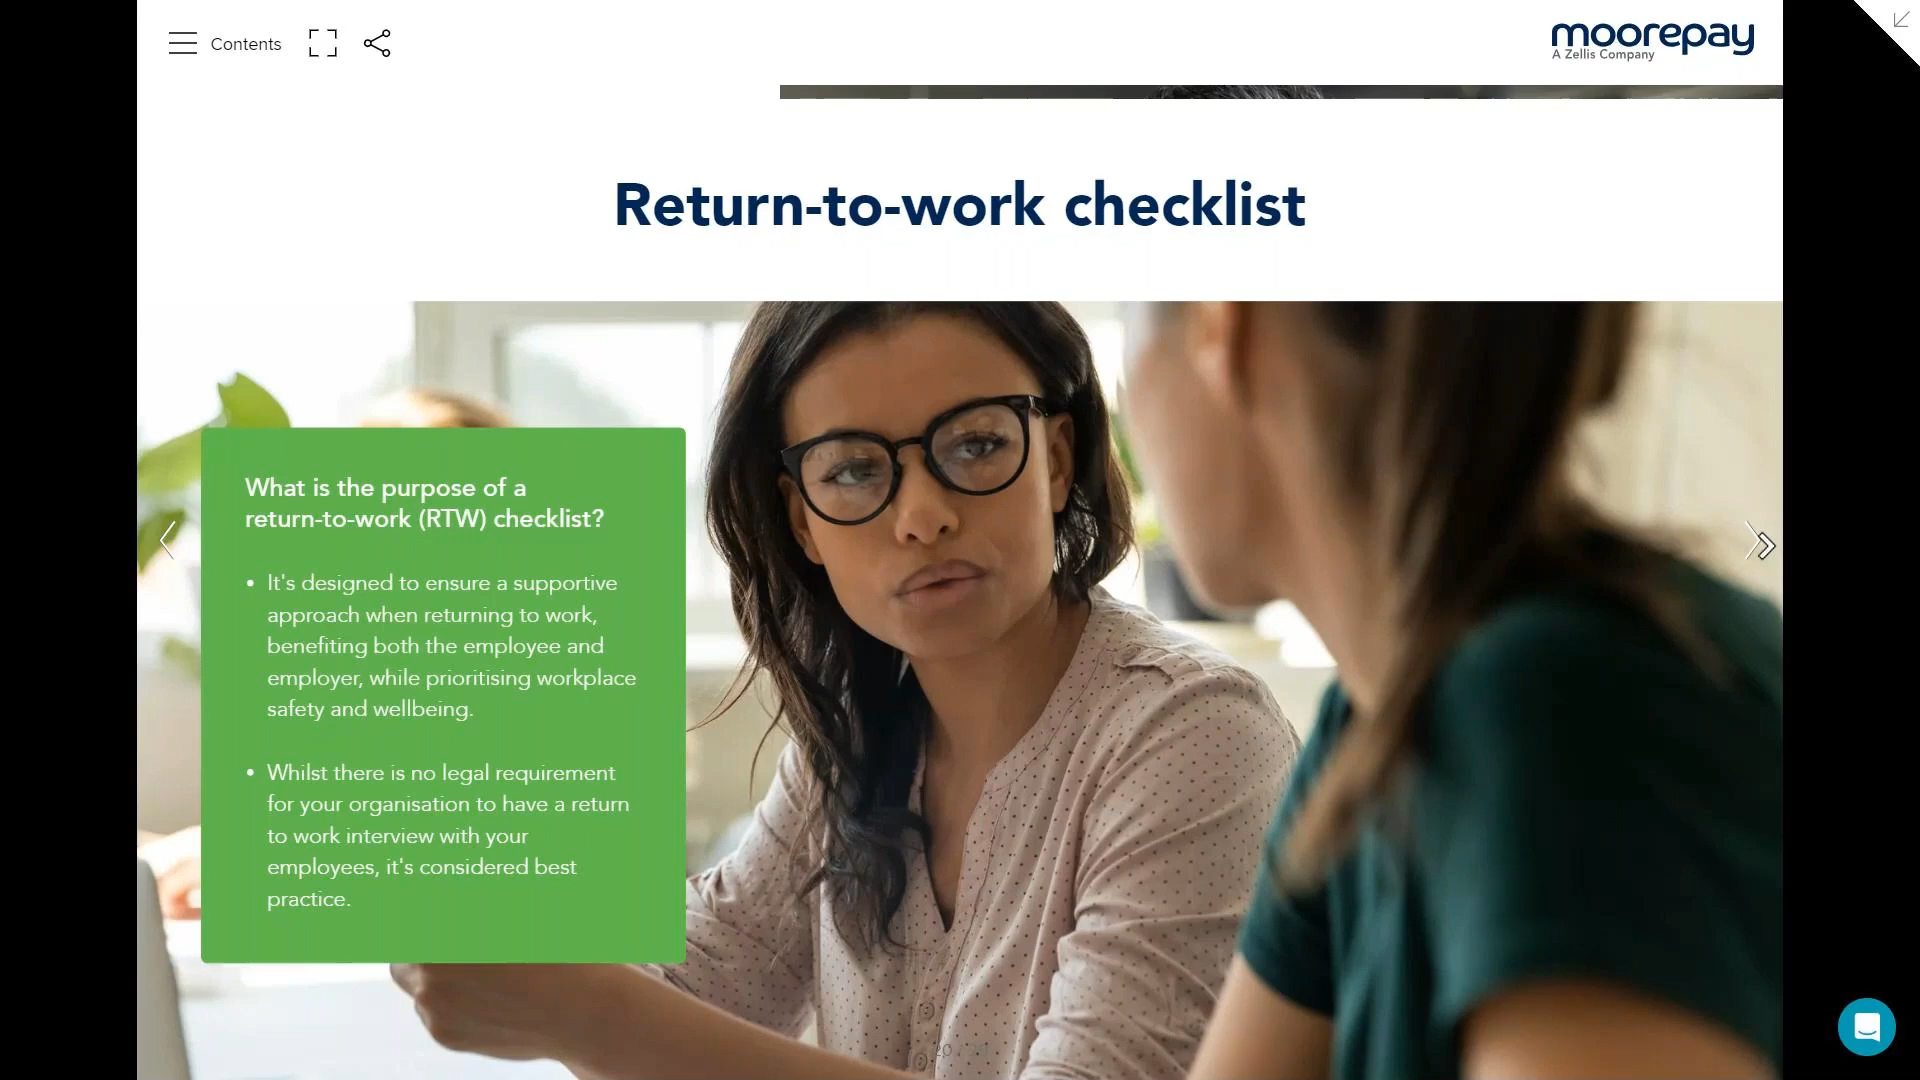 Contents
moorepay
A Zellis Company
Return-to-work checklist
What is the purpose of a
return-to-work (RTW) checklist?
• It's designed to ensure a supportive
approach when returning to work,
benefiting both the employee and
employer, while prioritising workplace
safety and wellbeing.
• Whilst there is no legal requirement
for your organisation to have a return
to work interview with your
employees, it's considered best
practice.